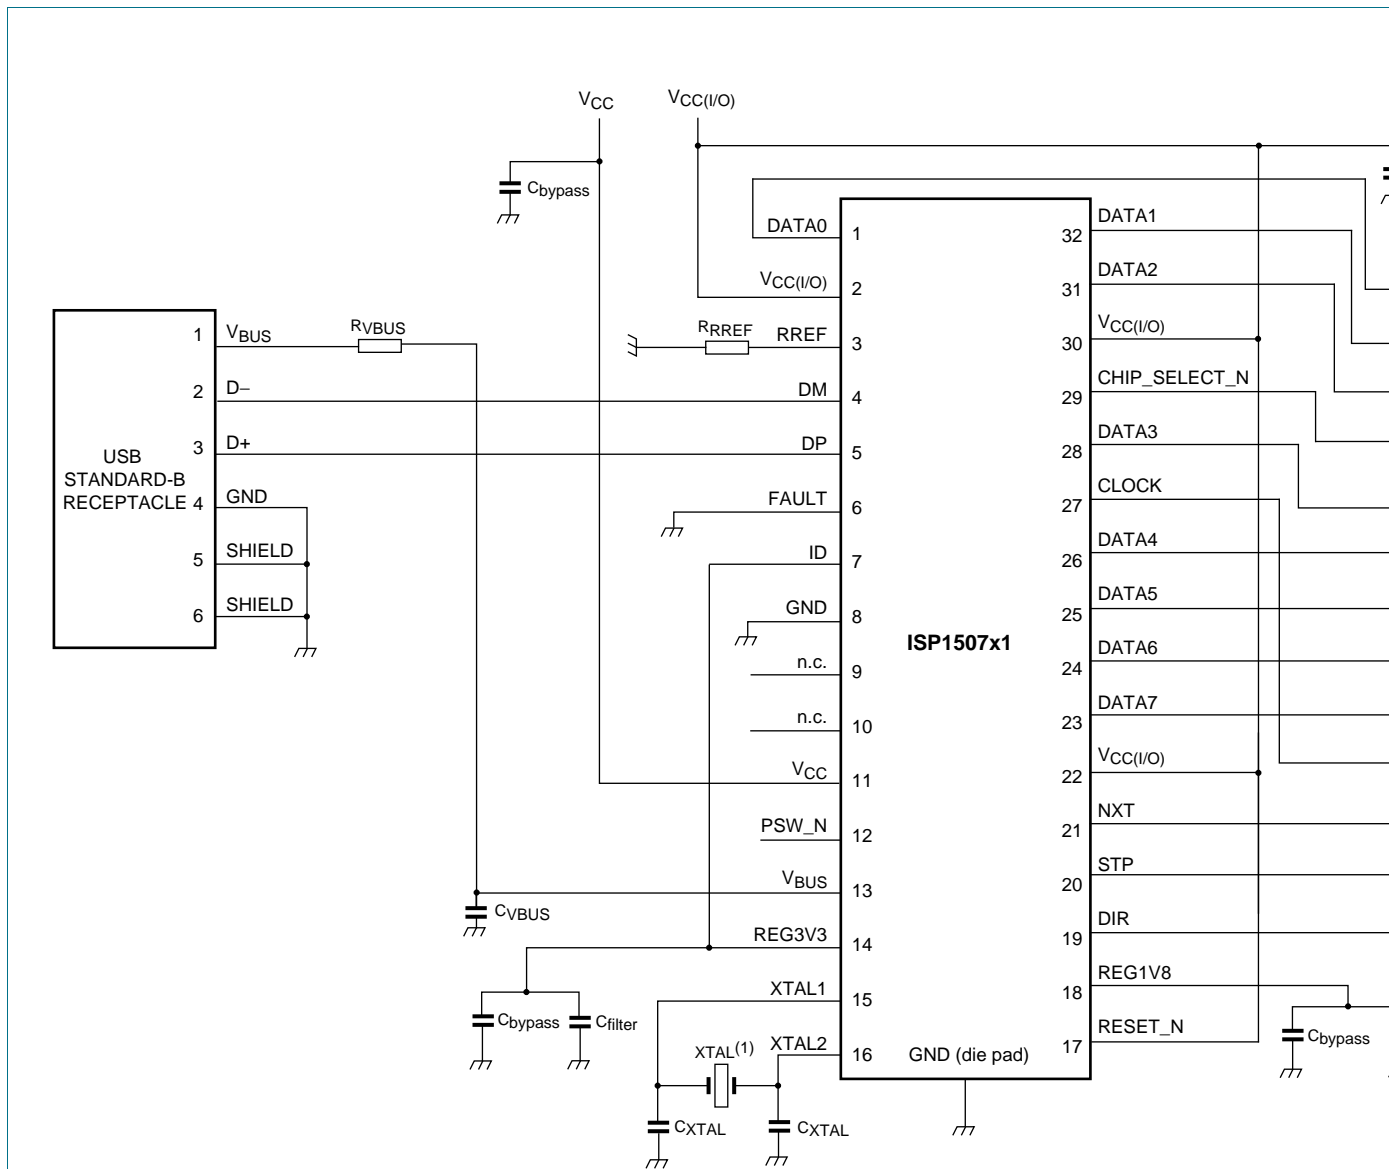 VCC
VCC(I/O)
Cbypass
DATA0
1
32
DATA1
VCC(I/O)
2
31
DATA2
1
VBUS
RVBUS
RRREF
RREF
3
30
VCC(I/O)
2
D−
DM
4
29
CHIP_SELECT_N
3
D+
DP
5
28
DATA3
USB
STANDARD-B
RECEPTACLE
4
GND
FAULT
6
27
CLOCK
5
SHIELD
ID
7
26
DATA4
6
SHIELD
GND
8
25
DATA5
ISP1507x1
n.c.
9
24
DATA6
n.c.
10
23
DATA7
VCC
11
22
VCC(I/O)
PSW_N
12
21
NXT
VBUS
13
20
STP
CVBUS
REG3V3
14
19
DIR
XTAL1
15
18
REG1V8
Cbypass
Cfilter
XTAL(1)
XTAL2
16
GND (die pad)
17
RESET_N
Cbypass
CXTAL
CXTAL